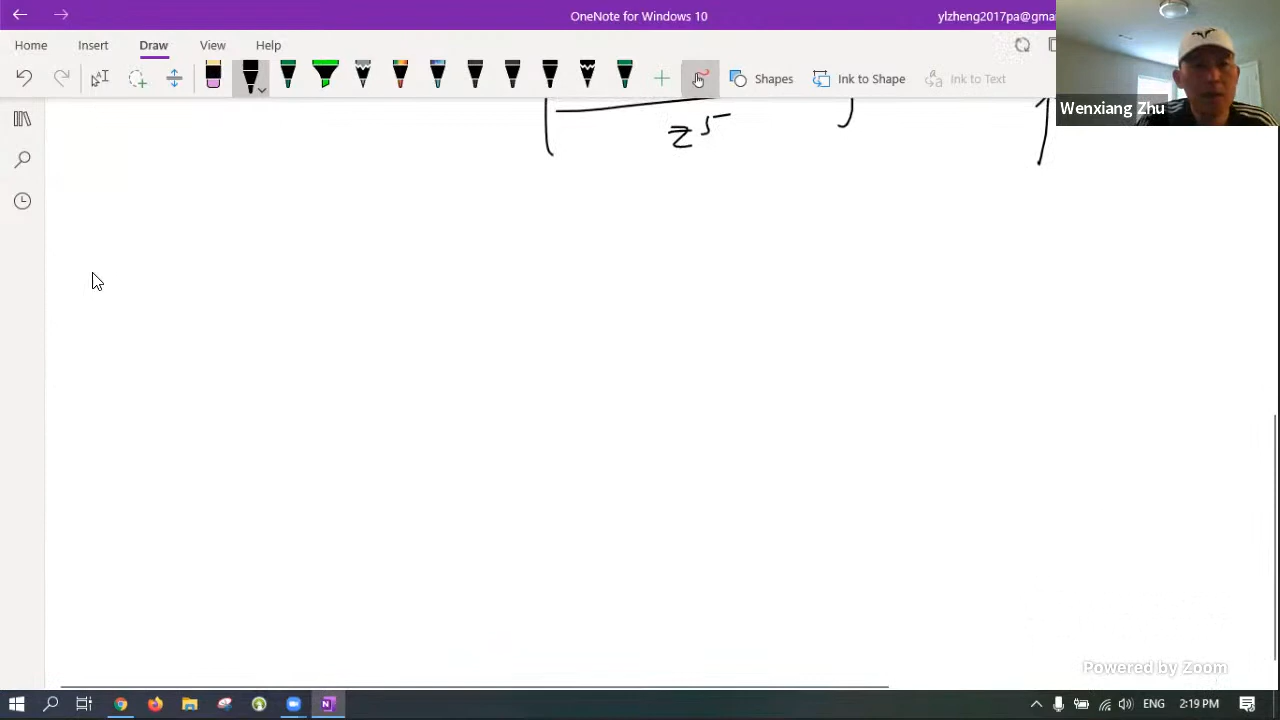 OneNote for Windows 10
ylzheng2017pa@gma
Home Insert Draw View Help
Shapes Ink to Shape Ink to Text
Wenxiang Zhu
z^5
Powered by Zoom
ENG 2:19 PM